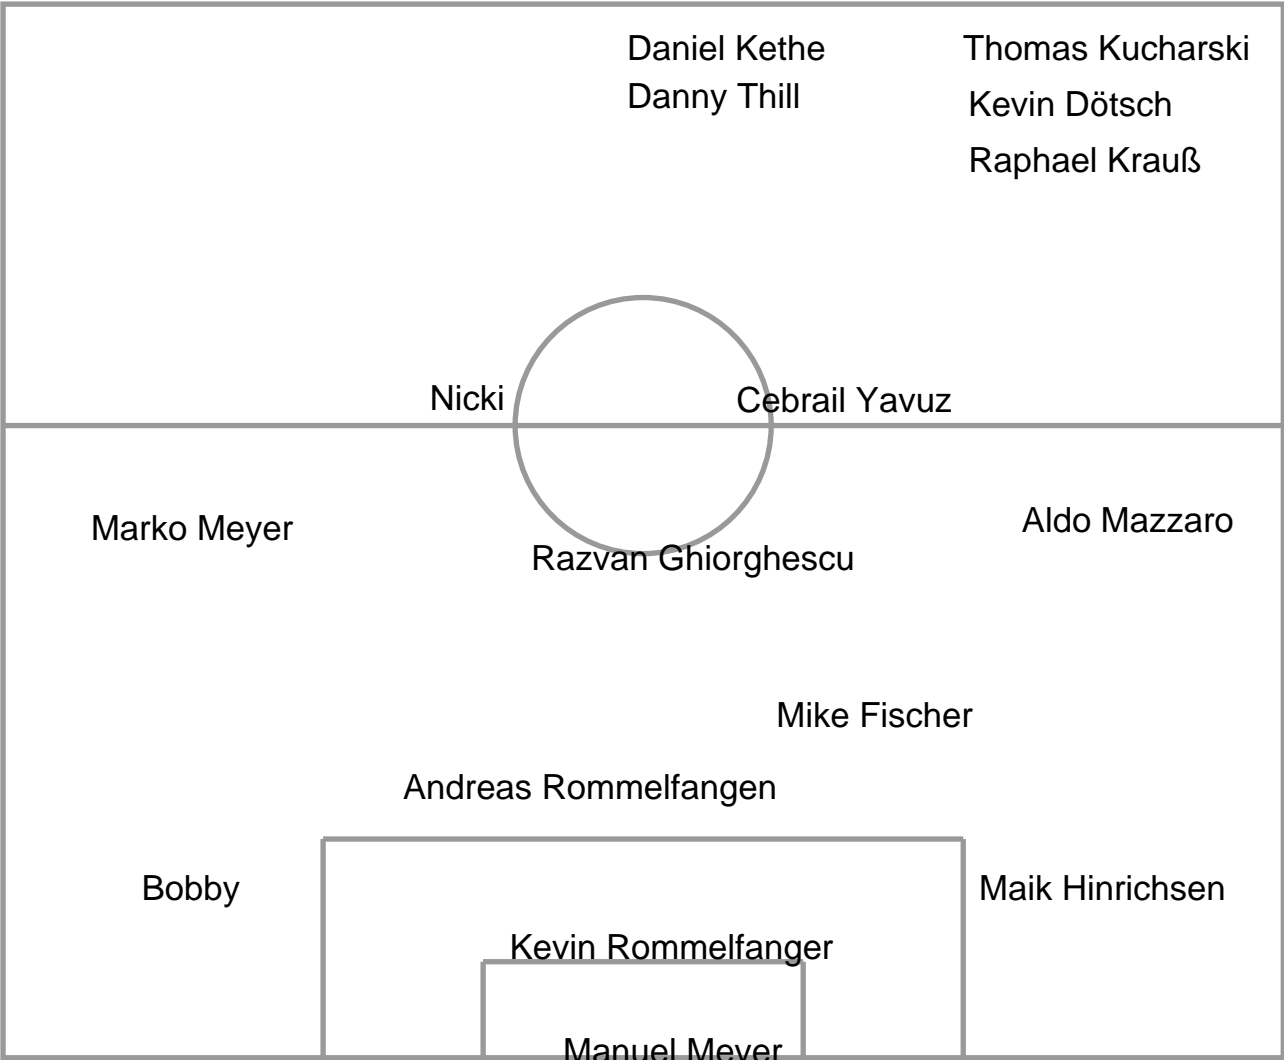 Daniel Kethe
Thomas Kucharski
Danny Thill
Kevin Dötsch
Raphael Krauß
Nicki
Cebrail Yavuz
Marko Meyer
Aldo Mazzaro
Razvan Ghiorghescu
Mike Fischer
Andreas Rommelfangen
Bobby
Maik Hinrichsen
Kevin Rommelfanger
Manuel Meyer